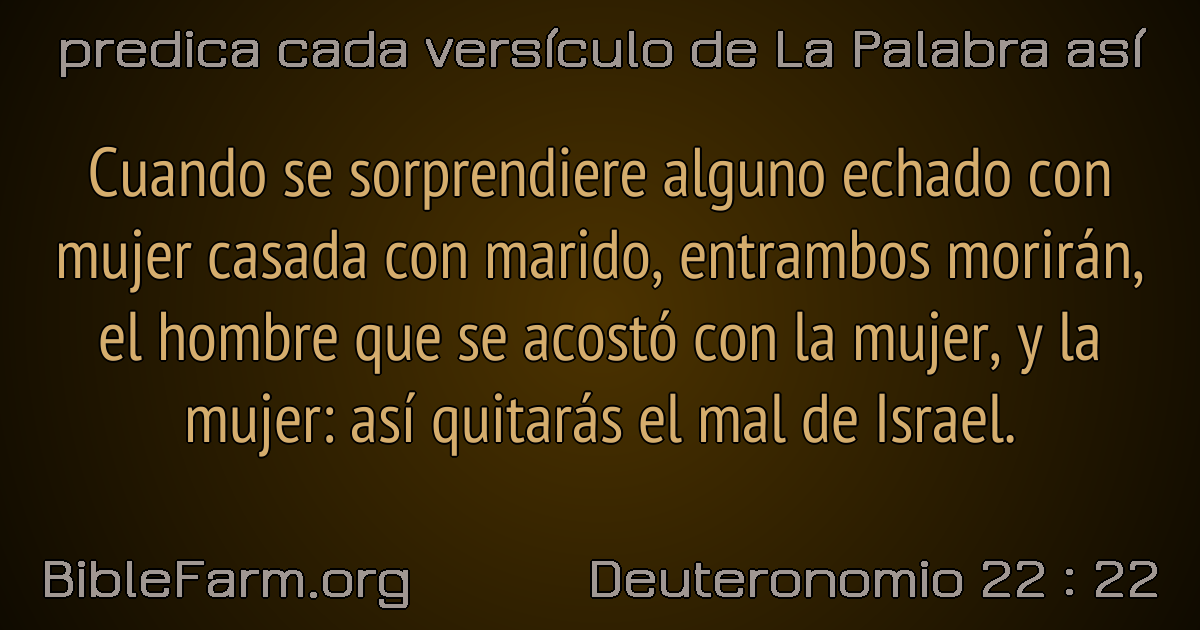 predica cada versículo de La Palabra así
Cuando se sorprendiere alguno echado con
mujer casada con marido, entrambos morirán,
el hombre que se acostó con la mujer, y la
mujer: así quitarás el mal de Israel.
BibleFarm.org
Deuteronomio 22 : 22